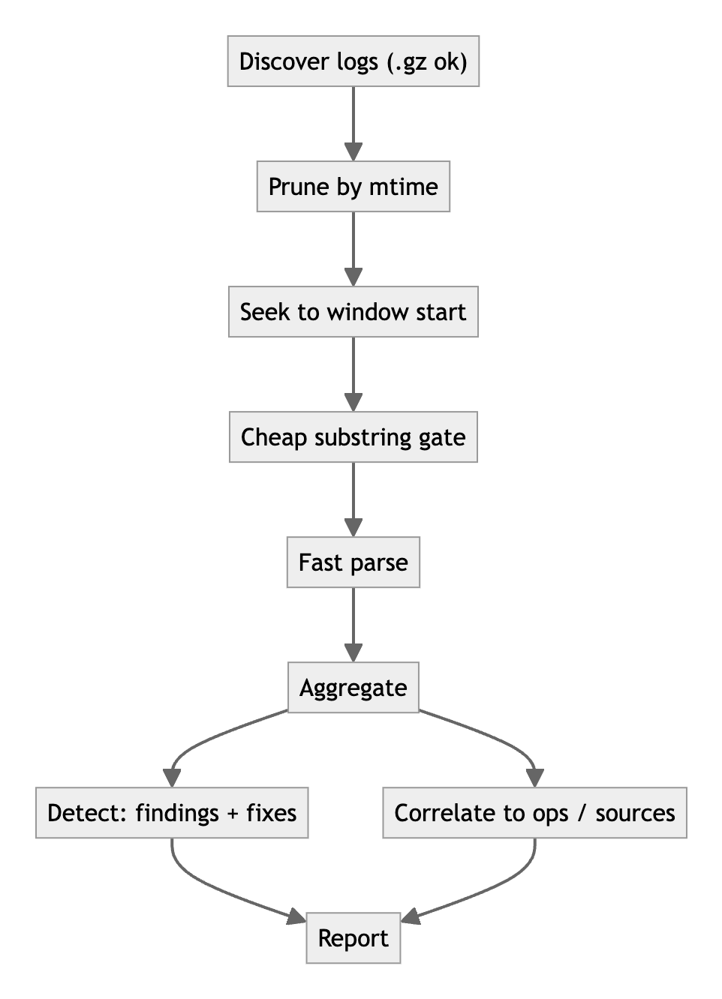 Discover logs (.gz ok)
Prune by mtime
Seek to window start
Cheap substring gate
Fast parse
Aggregate
Detect: findings + fixes
Correlate to ops / sources
Report